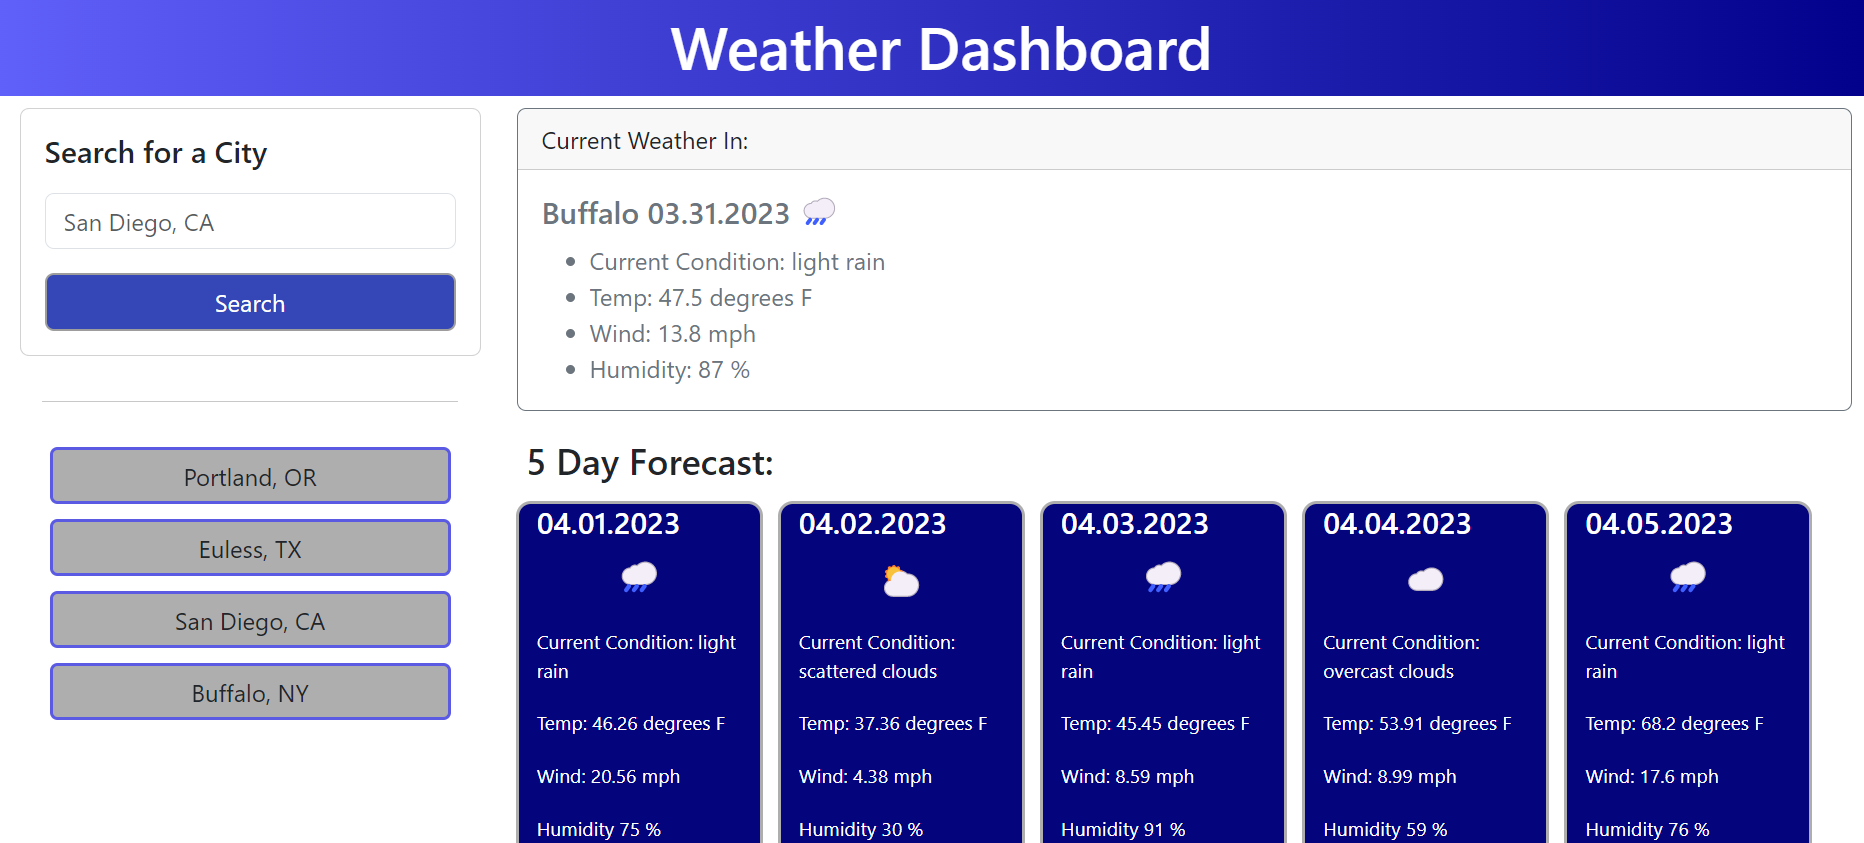 Weather Dashboard
Search for a City
San Diego, CA
Search
Portland, OR
Euless, TX
San Diego, CA
Buffalo, NY
Current Weather In:
Buffalo 03.31.2023
Current Condition: light rain
Temp: 47.5 degrees F
Wind: 13.8 mph
Humidity: 87 %
5 Day Forecast:
04.01.2023
Current Condition: light
rain
Temp: 46.26 degrees F
Wind: 20.56 mph
Humidity 75 %
04.02.2023
Current Condition:
scattered clouds
Temp: 37.36 degrees F
Wind: 4.38 mph
Humidity 30 %
04.03.2023
Current Condition: light
rain
Temp: 45.45 degrees F
Wind: 8.59 mph
Humidity 91 %
04.04.2023
Current Condition:
overcast clouds
Temp: 53.91 degrees F
Wind: 8.99 mph
Humidity 59 %
04.05.2023
Current Condition: light
rain
Temp: 68.2 degrees F
Wind: 17.6 mph
Humidity 76 %